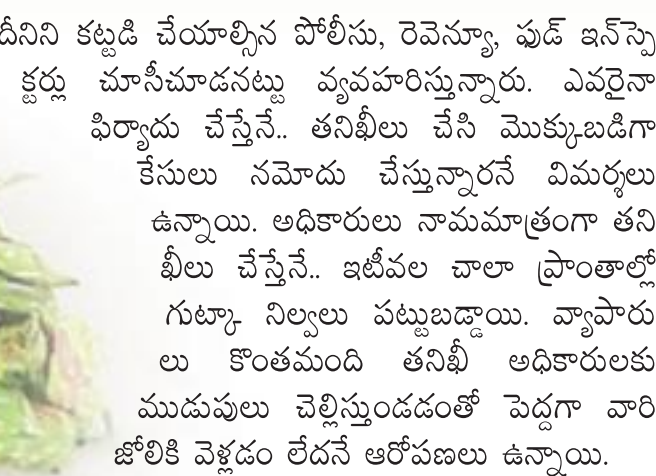 దీనిని కట్టడి చేయాల్సిన పోలీసు, రెవెన్యూ, ఫుడ్ ఇన్‌స్పె
క్టర్లు చూసీచూడనట్టు వ్యవహరిస్తున్నారు. ఎవరైనా
ఫిర్యాదు చేస్తేనే.. తనిఖీలు చేసి మొక్కుబడిగా
కేసులు నమోదు చేస్తున్నారనే విమర్శలు
ఉన్నాయి. అధికారులు నామమాత్రంగా తని
ఖీలు చేస్తేనే.. ఇటీవల చాలా ప్రాంతాల్లో
గుట్కా నిల్వలు పట్టుబడ్డాయి. వ్యాపారు
లు కొంతమంది తనిఖీ అధికారులకు
ముడుపులు చెల్లిస్తుండడంతో పెద్దగా వారి
జోలికి వెళ్లడం లేదనే ఆరోపణలు ఉన్నాయి.